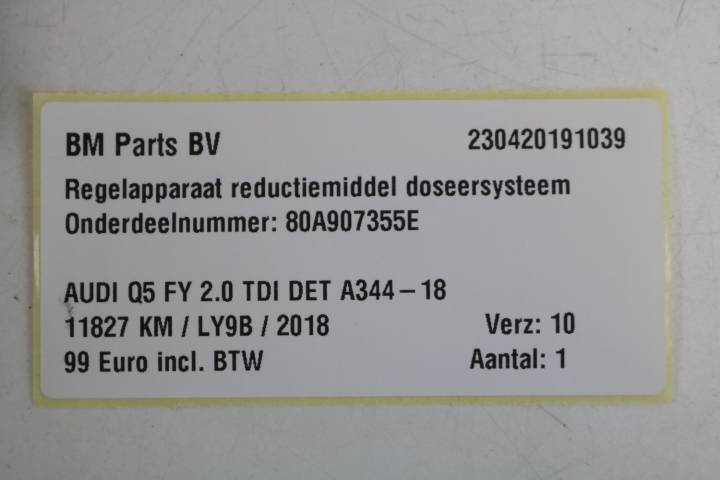 BM Parts BV 230420191039
Regelapparaat reductiemiddel doseersysteem
Onderdeelnummer: 80A907355E
AUDI Q5 FY 2.0 TDI DET A344-18
11827 KM / LY9B / 2018 Verz: 10
99 Euro incl. BTW Aantal: 1